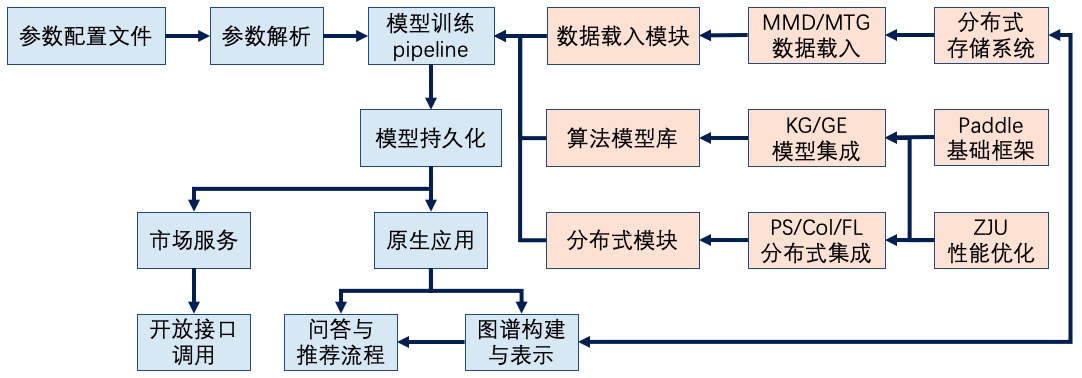 参数配置文件
参数解析
模型训练
pipeline
数据载入模块
MMD/MTG
数据载入
分布式
存储系统
模型持久化
算法模型库
KG/GE
模型集成
Paddle
基础框架
市场服务
原生应用
分布式模块
PS/Col/FL
分布式集成
ZJU
性能优化
开放接口
调用
问答与
推荐流程
图谱构建
与表示